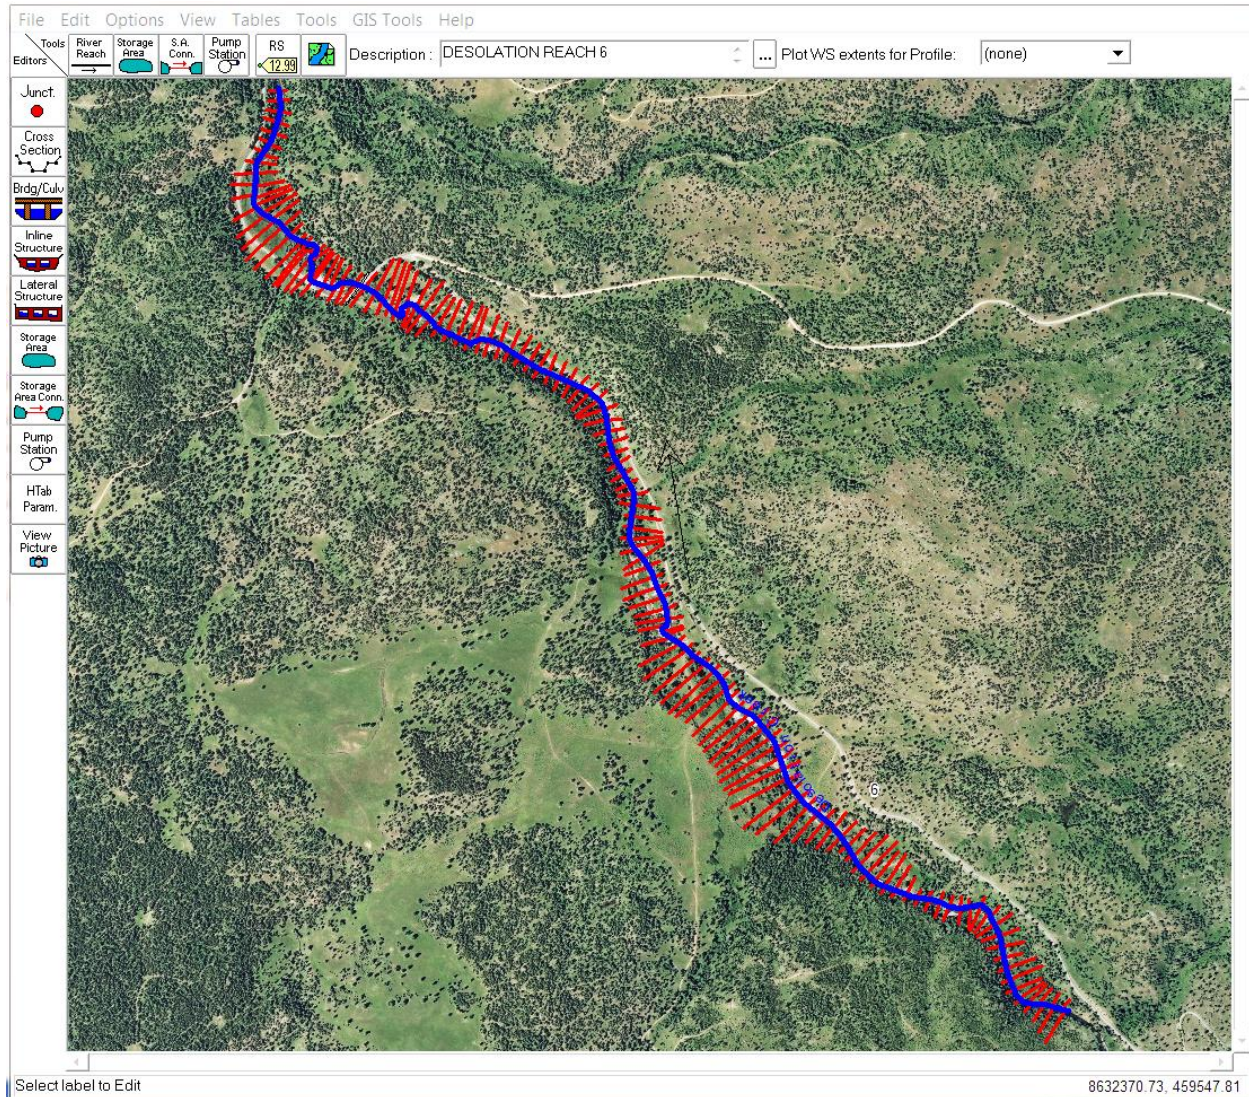 File Edit Options View Tables Tools GIS Tools Help
Tools
Editors
River
Reach
Storage
Area
S.A.
Conn.
Pump
Station
RS
12.99
Description : DESOLATION REACH 6 ... Plot WS extents for Profile: (none)
Junct.
Cross
Section
Brdg/Culv
Inline
Structure
Lateral
Structure
Storage
Area
Storage
Area Conn.
Pump
Station
HTab
Param.
View
Picture
6
Select label to Edit
8632370.73, 459547.81